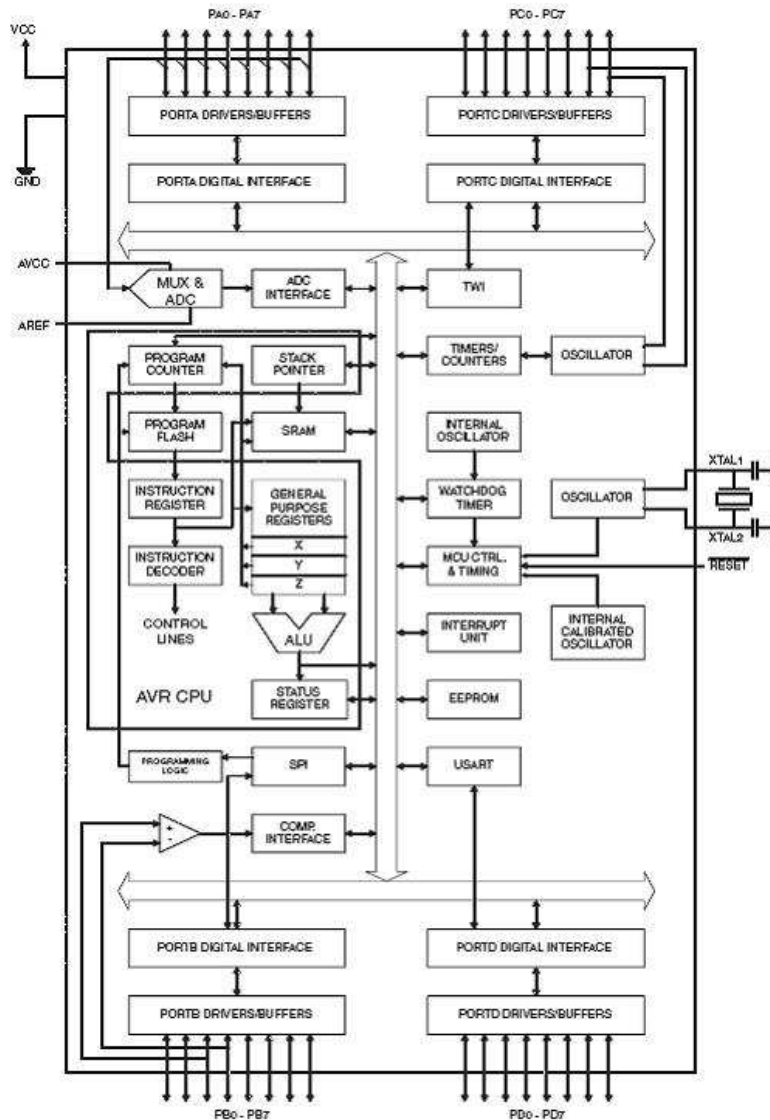 PA0 - PA7
PC0 - PC7
VCC
PORTA DRIVERS/BUFFERS
PORTC DRIVERS/BUFFERS
GND
PORTA DIGITAL INTERFACE
PORTC DIGITAL INTERFACE
AVCC
MUX &
ADC
ADC
INTERFACE
TWI
AREF
PROGRAM
COUNTER
STACK
POINTER
TIMERS/
COUNTERS
OSCILLATOR
PROGRAM
FLASH
SRAM
INTERNAL
OSCILLATOR
XTAL1
INSTRUCTION
REGISTER
GENERAL
PURPOSE
REGISTERS
WATCHDOG
TIMER
OSCILLATOR
XTAL2
X
INSTRUCTION
DECODER
Y
MCU CTRL.
& TIMING
RESET
Z
CONTROL
LINES
ALU
INTERRUPT
UNIT
INTERNAL
CALIBRATED
OSCILLATOR
AVR CPU
STATUS
REGISTER
EEPROM
PROGRAMMING
LOGIC
SPI
USART
+
-
COMP.
INTERFACE
PORTB DIGITAL INTERFACE
PORTD DIGITAL INTERFACE
PORTB DRIVERS/BUFFERS
PORTD DRIVERS/BUFFERS
PB0 - PB7
PD0 - PD7